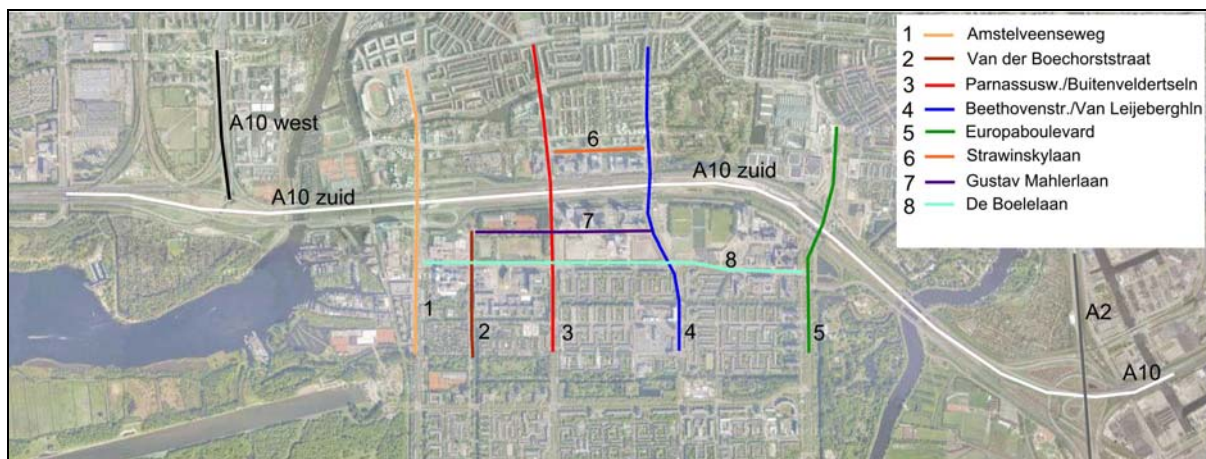 1 Amstelveenseweg
2 Van der Boechorststraat
3 Parnassusw./Buitenveldertseln
4 Beethovenstr./Van Leijeberghln
5 Europaboulevard
6 Strawinskylaan
7 Gustav Mahlerlaan
8 De Boelelaan
A10 west
6
A10 zuid
A10 zuid
7
8
1
2
3
4
5
A2
A10